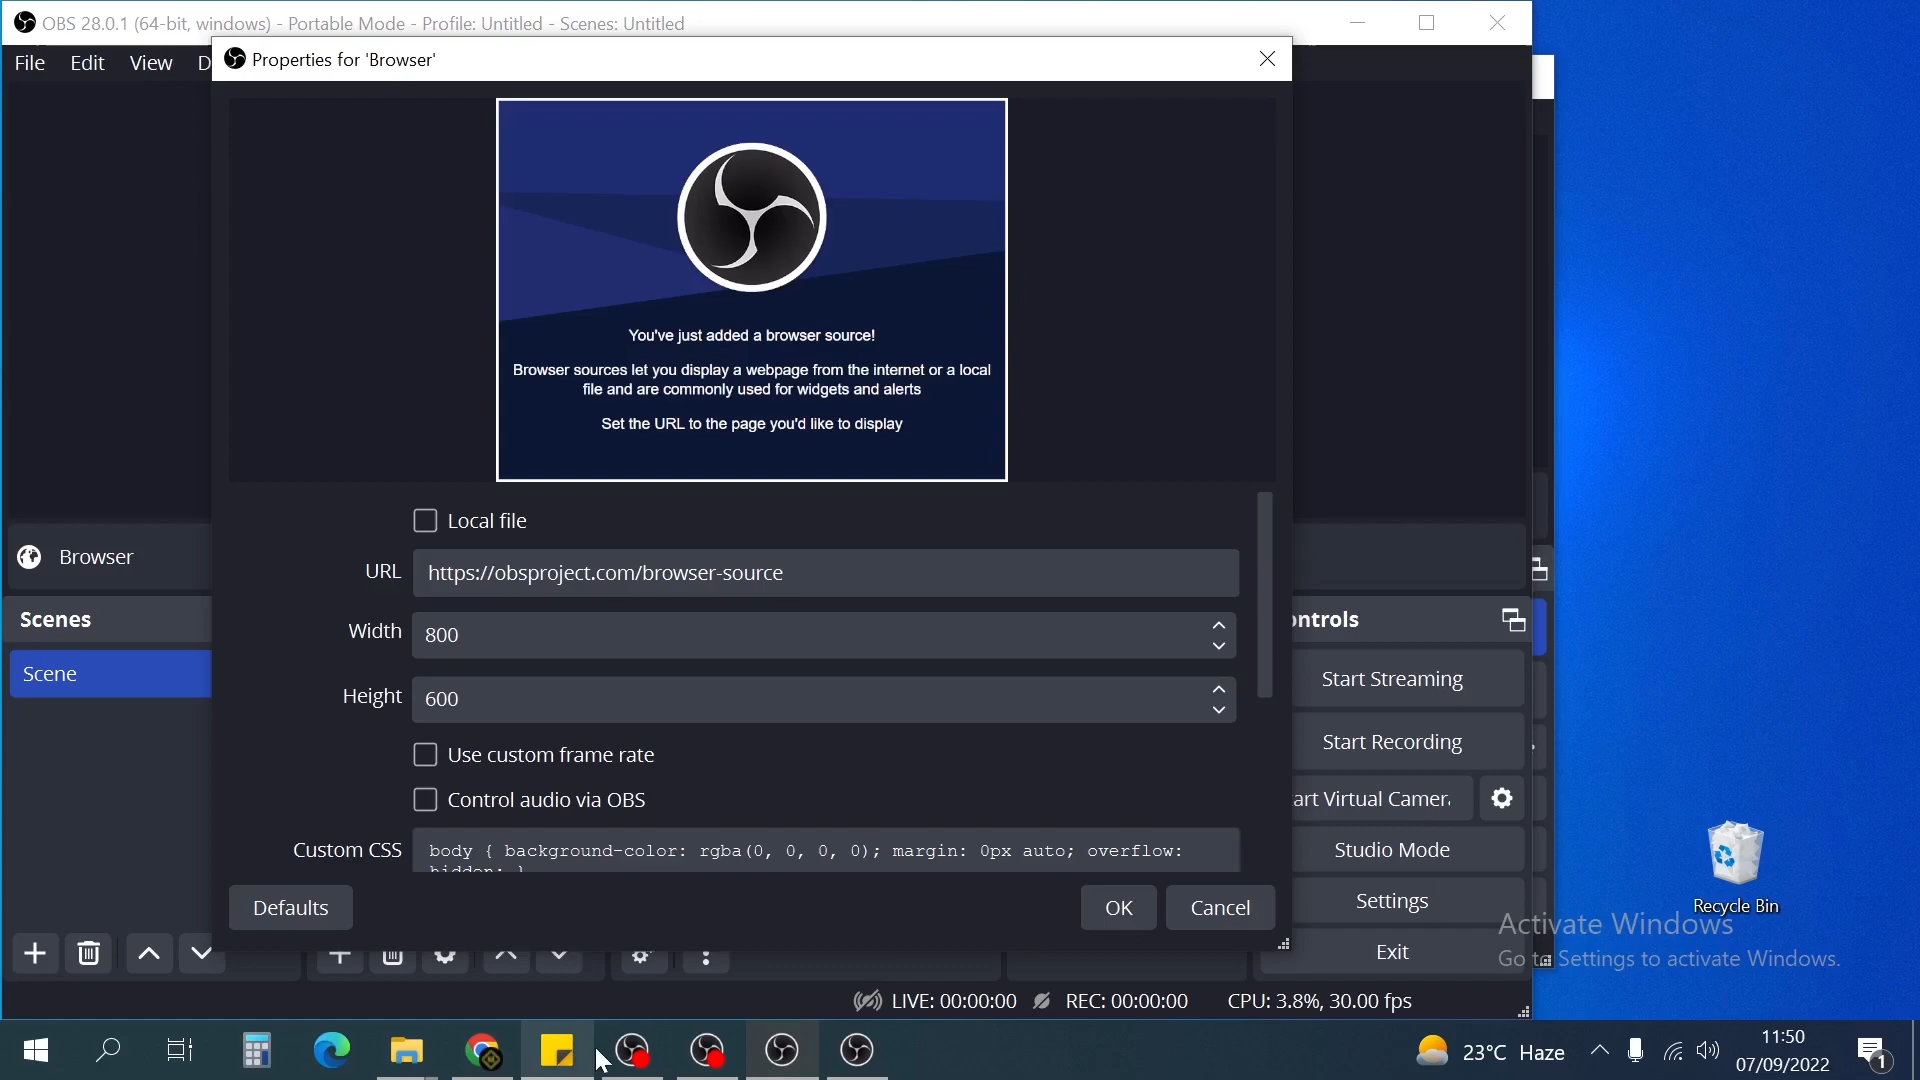 OBS 28.0.1 (64-bit, windows) - Portable Mode - Profile: Untitled - Scenes: Untitled
File Edit View D
Properties for 'Browser'
You've just added a browser source!
Browser sources let you display a webpage from the internet or a local
file and are commonly used for widgets and alerts
Set the URL to the page you'd like to display
Local file
URL https://obsproject.com/browser-source
Width 800
Height 600
Use custom frame rate
Control audio via OBS
Custom CSS body { background-color: rgba(0, 0, 0, 0); margin: 0px auto; overflow:
hidden; }
Defaults OK Cancel
Browser
Scenes
Scene
ontrols
Start Streaming
Start Recording
art Virtual Camer
Studio Mode
Settings
Exit
LIVE: 00:00:00 REC: 00:00:00 CPU: 3.8%, 30.00 fps
Recycle Bin
Activate Windows
Go to Settings to activate Windows.
23°C Haze
11:50
07/09/2022
1